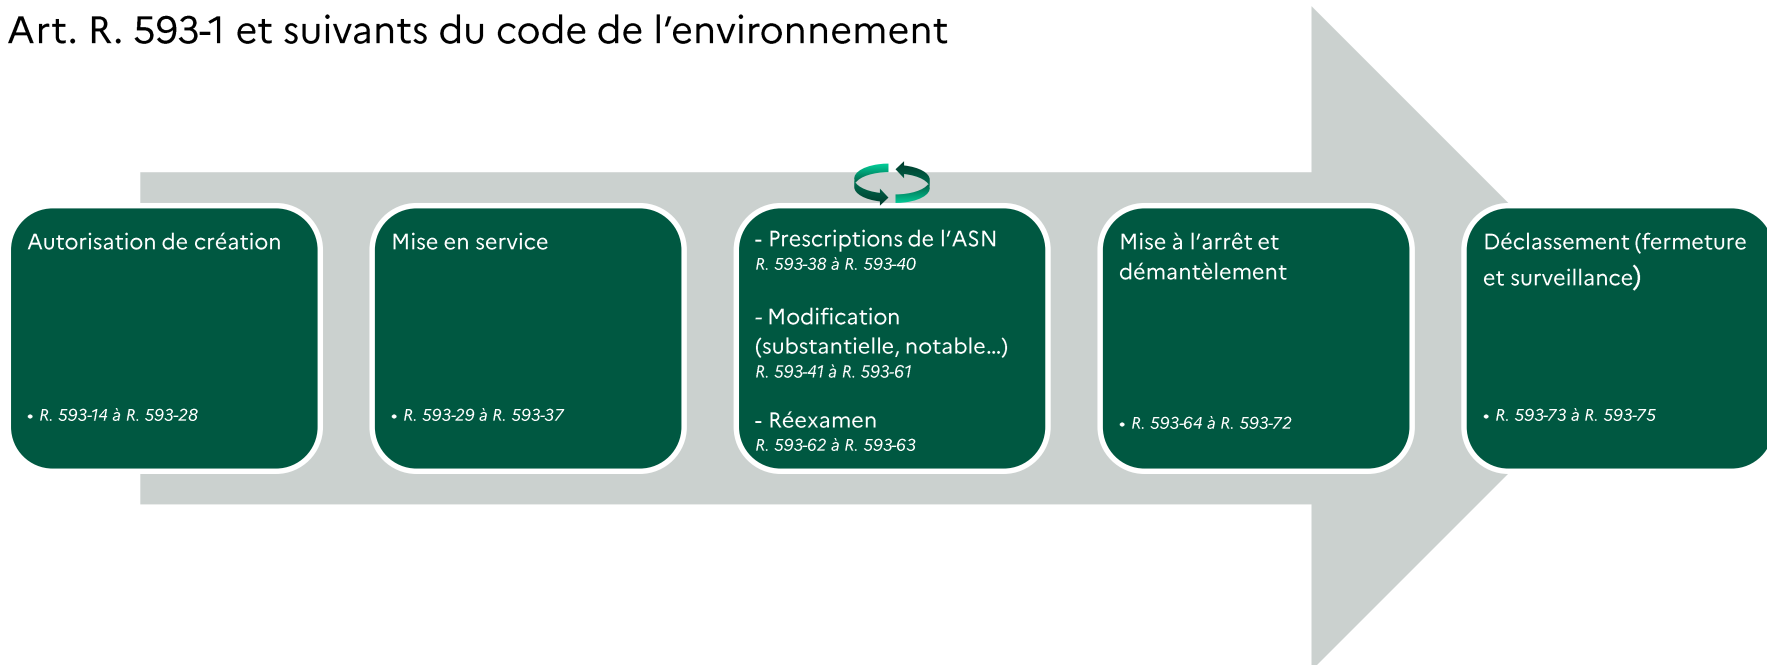 Art. R. 593-1 et suivants du code de l'environnement
Autorisation de création
• R. 593-14 à R. 593-28
Mise en service
• R. 593-29 à R. 593-37
- Prescriptions de l'ASN
R. 593-38 à R. 593-40
- Modification
(substantielle, notable...)
R. 593-41 à R. 593-61
- Réexamen
R. 593-62 à R. 593-63
Mise à l'arrêt et
démantèlement
• R. 593-64 à R. 593-72
Déclassement (fermeture
et surveillance)
• R. 593-73 à R. 593-75